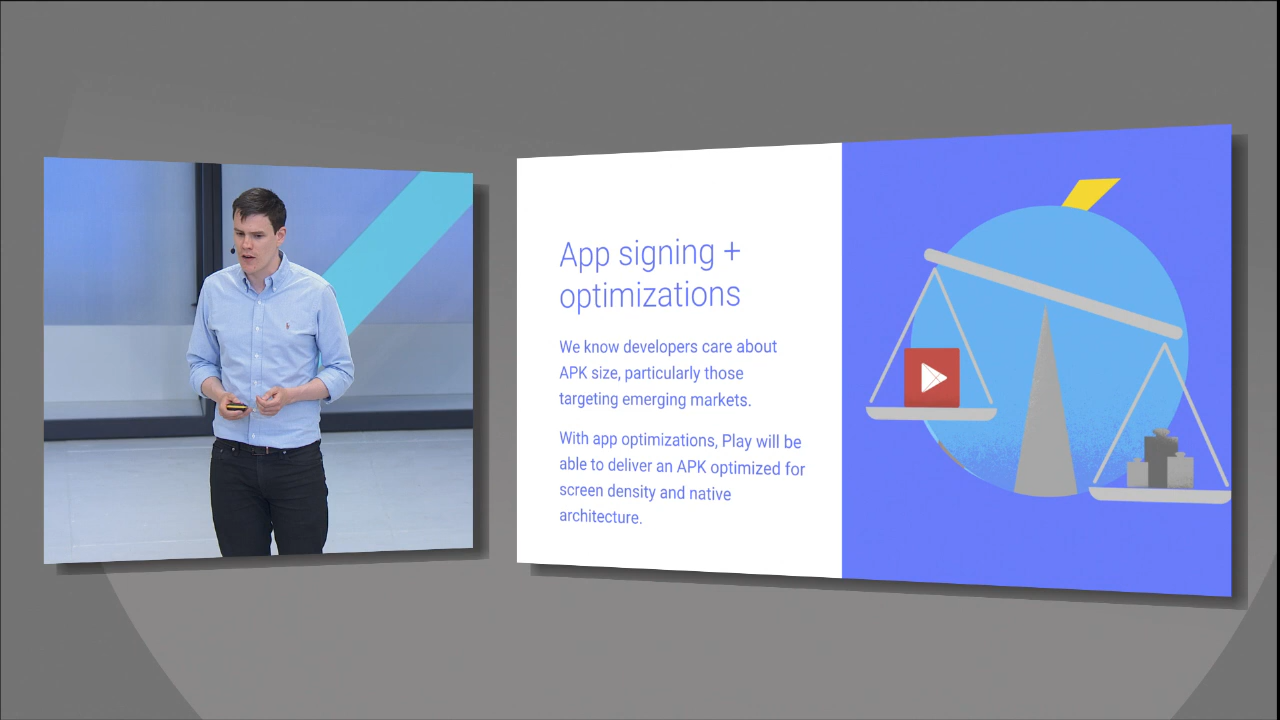 App signing +
optimizations
We know developers care about
APK size, particularly those
targeting emerging markets.
With app optimizations, Play will be
able to deliver an APK optimized for
screen density and native
architecture.